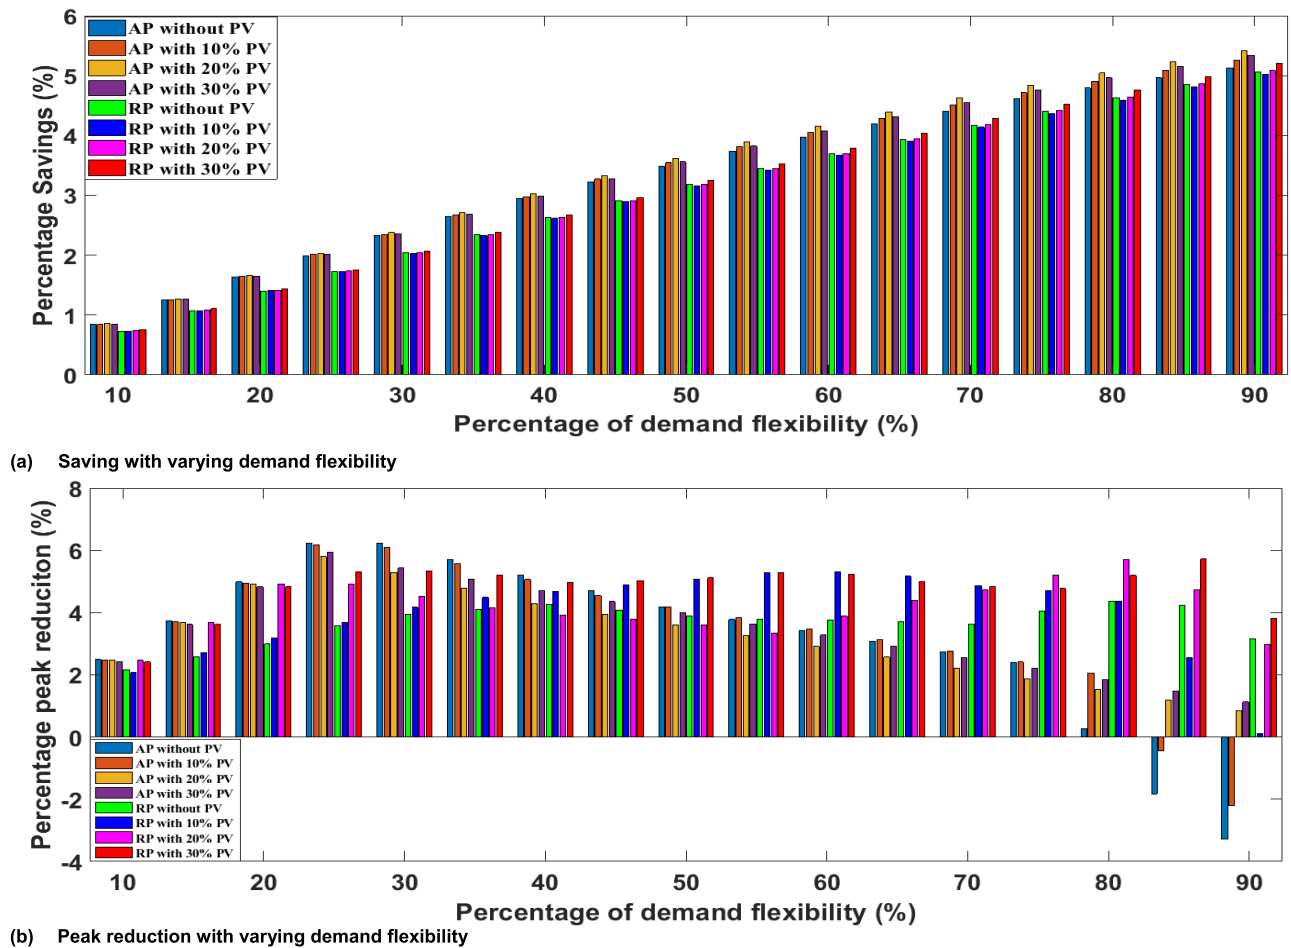 6
5
4
3
2
1
0
Percentage Savings (%)
AP without PV
AP with 10% PV
AP with 20% PV
AP with 30% PV
RP without PV
RP with 10% PV
RP with 20% PV
RP with 30% PV
10 20 30 40 50 60 70 80 90
Percentage of demand flexibility (%)
(a) Saving with varying demand flexibility
8
6
4
2
0
-2
-4
Percentage peak reduciton (%)
AP without PV
AP with 10% PV
AP with 20% PV
AP with 30% PV
RP without PV
RP with 10% PV
RP with 20% PV
RP with 30% PV
10 20 30 40 50 60 70 80 90
Percentage of demand flexibility (%)
(b) Peak reduction with varying demand flexibility